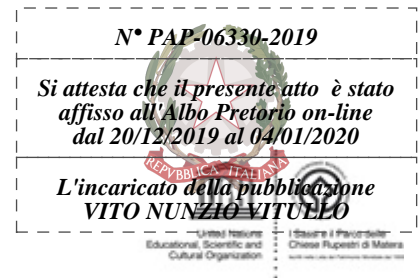 N° PAP-06330-2019
Si attesta che il presente atto è stato
affisso all'Albo Pretorio on-line
dal 20/12/2019 al 04/01/2020
REPVBBLICA ITALIANA
L'incaricato della pubblicazione
VITO NUNZIO VITULLO
United Nations
Educational, Scientific and
Cultural Organization
I Sassi e il Parco delle
Chiese Rupestri di Matera